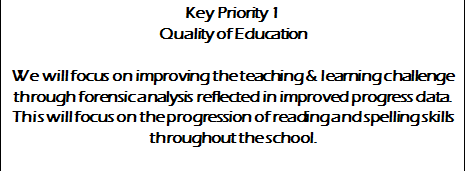 Key Priority 1
Quality of Education
We will focus on improving the teaching & learning challenge
through forensic analysis reflected in improved progress data.
This will focus on the progression of reading and spelling skills
throughout the school.